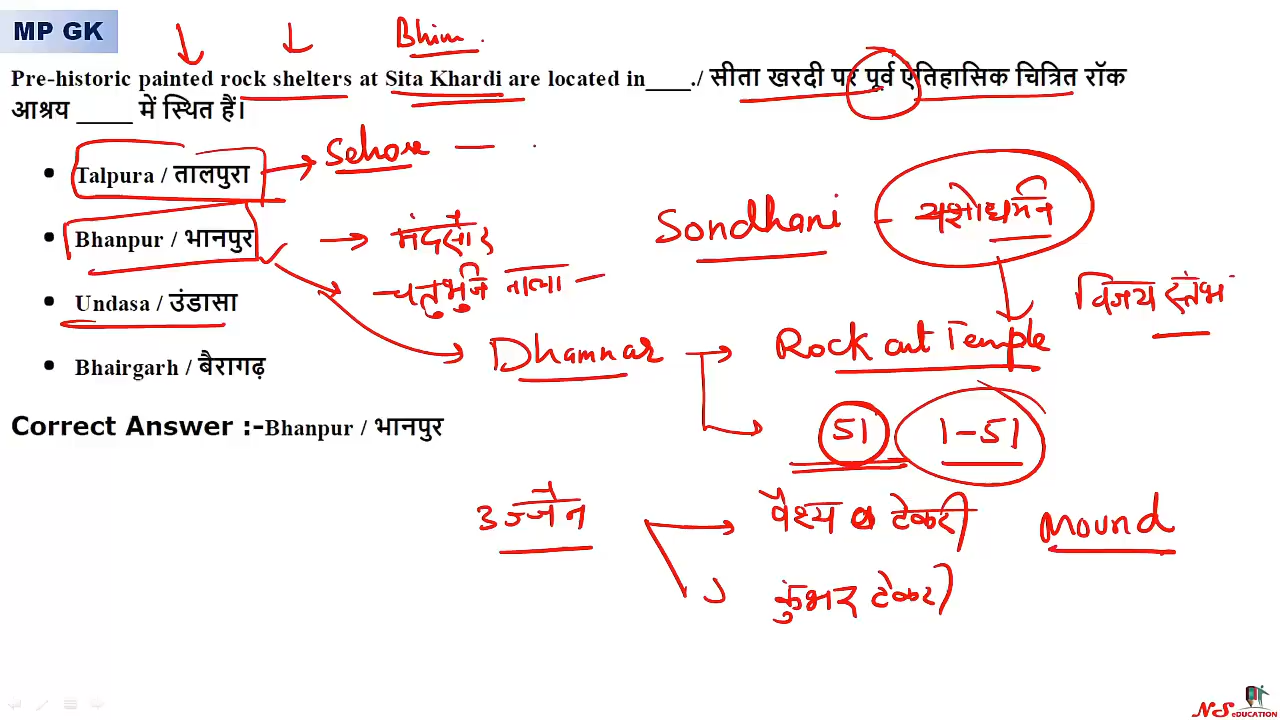 MP GK
Bhim
Pre-historic painted rock shelters at Sita Khardi are located in____./ सीता खरदी पर पूर्व ऐतिहासिक चित्रित रॉक
आश्रय ____ में स्थित हैं।
Sehore —
• Talpura / तालपुरा
Sondhani - यशोधर्मन
• Bhanpur / भानपुर
मंदसौर
चतुर्भुज नाला —
विजय स्तंभ
• Undasa / उंडासा
Dhamnar
Rock cut Temple
• Bhairgarh / बैरागढ़
51
1-51
Correct Answer :-Bhanpur / भानपुर
उज्जैन
वैश्य टेकरी
Mound
कुंभार टेकरी
NS EDUCATION